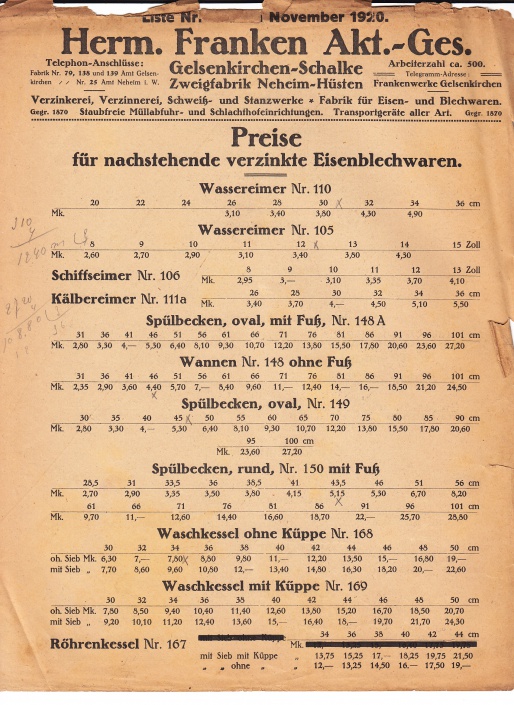 Liste Nr. November 1920.
Herm. Franken Akt.-Ges.
Telephon-Anschlüsse:
Fabrik Nr. 79, 138 und 139 Amt Gelsen-
kirchen // Nr. 25 Amt Neheim i. W.
Gelsenkirchen-Schalke
Zweigfabrik Neheim-Hüsten
Arbeiterzahl ca. 500.
Telegramm-Adresse:
Frankenwerke Gelsenkirchen
Verzinkerei, Verzinnerei, Schweiß- und Stanzwerke * Fabrik für Eisen- und Blechwaren.
Gegr. 1870 Staubfreie Müllabfuhr- und Schlachthofeinrichtungen. Transportgeräte aller Art. Gegr. 1870
Preise
für nachstehende verzinkte Eisenblechwaren.
Wassereimer Nr. 110
20 22 24 26 28 30 32 34 36 cm
Mk. 3,10 3,40 3,80 4,30 4,90
Wassereimer Nr. 105
8 9 10 11 12 13 14 15 Zoll
Mk. 2,60 2,70 2,90 3,10 3,40 3,80 4,30
Schiffseimer Nr. 106
8 9 10 11 12 13 Zoll
Mk. 2,95 3,— 3,10 3,35 3,70 4,10
Kälbereimer Nr. 111a
26 28 30 32 34 36 cm
Mk. 3,40 3,70 4,— 4,50 5,10 5,50
Spülbecken, oval, mit Fuß, Nr. 148 A
31 36 41 46 51 56 61 66 71 76 81 86 91 96 101 cm
Mk. 2,80 3,30 4,— 5,30 6,40 8,10 9,30 10,70 12,20 13,80 15,50 17,80 20,60 23,60 27,20
Wannen Nr. 148 ohne Fuß
31 36 41 46 51 56 61 66 71 76 81 86 91 96 101 cm
Mk. 2,35 2,90 3,60 4,40 5,70 7,— 8,40 9,60 11,— 12,40 14,— 16,— 18,50 21,20 24,50
Spülbecken, oval, Nr. 149
30 35 40 45 50 55 60 65 70 75 80 85 90 cm
Mk. 2,80 3,30 4,— 5,30 6,40 8,10 9,30 10,70 12,20 13,80 15,50 17,80 20,60
95 100 cm
Mk. 23,60 27,20
Spülbecken, rund, Nr. 150 mit Fuß
28,5 31 33,5 36 38,5 41 43,5 46 51 56 cm
Mk. 2,70 2,90 3,35 3,50 3,80 4,15 5,15 5,30 6,70 8,20
61 66 71 76 81 86 91 96 101 cm
Mk. 9,70 11,— 12,60 14,40 16,60 18,70 22,— 25,70 28,80
Waschkessel ohne Küppe Nr. 168
30 32 34 36 38 40 42 44 46 48 50 cm
oh. Sieb Mk. 6,30 7,— 7,80 8,80 9,80 11,— 12,20 13,50 15,— 16,80 19,—
mit Sieb „ 7,70 8,60 9,60 10,80 12,— 13,40 14,80 16,30 18,20 20,— 22,60
Waschkessel mit Küppe Nr. 169
30 32 34 36 38 40 42 44 46 48 50 cm
oh. Sieb Mk. 7,80 8,50 9,40 10,40 11,40 12,60 13,80 15,20 16,70 18,50 20,70
mit Sieb „ 9,20 10,10 11,20 12,40 13,60 15,— 16,40 18,— 19,70 21,70 24,30
Röhrenkessel Nr. 167
34 36 38 40 42 44 cm
Mk.
mit Sieb mit Küppe „ 13,75 15,25 17,— 18,25 19,75 21,50
„ „ ohne „ „ 12,— 13,25 14,50 16,— 17,50 19,—